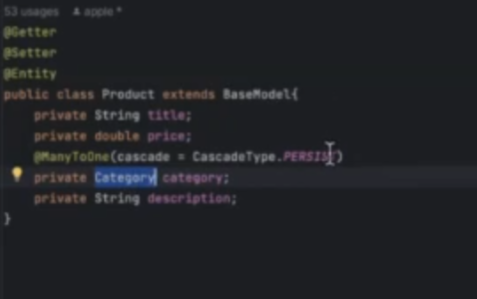 53 usages apple *
@Getter
@Setter
@Entity
public class Product extends BaseModel{
private String title;
private double price;
@ManyToOne(cascade = CascadeType.PERSIST)
private Category category;
private String description;
}